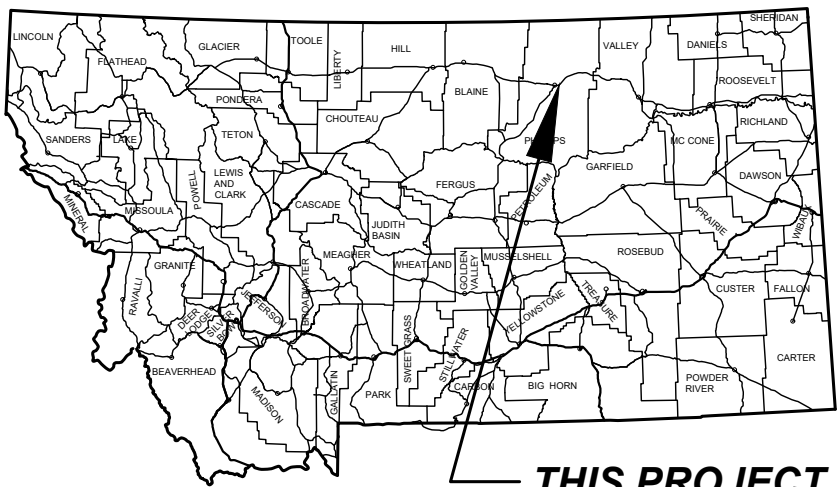 LINCOLN
FLATHEAD
GLACIER
TOOLE
LIBERTY
HILL
BLAINE
VALLEY
DANIELS
SHERIDAN
ROOSEVELT
PONDERA
CHOUTEAU
TETON
SANDERS
LAKE
LEWIS
AND
CLARK
POWELL
MINERAL
MISSOULA
CASCADE
FERGUS
PETROLEUM
GARFIELD
MC CONE
RICHLAND
DAWSON
PRAIRIE
WIBAUX
JUDITH
BASIN
MEAGHER
WHEATLAND
GOLDEN
VALLEY
MUSSELSHELL
ROSEBUD
TREASURE
CUSTER
FALLON
GRANITE
RAVALLI
DEER
LODGE
SILVER
BOW
JEFFERSON
BROADWATER
YELLOWSTONE
SWEET GRASS
STILLWATER
BEAVERHEAD
MADISON
GALLATIN
PARK
CARBON
BIG HORN
POWDER
RIVER
CARTER
THIS PROJECT